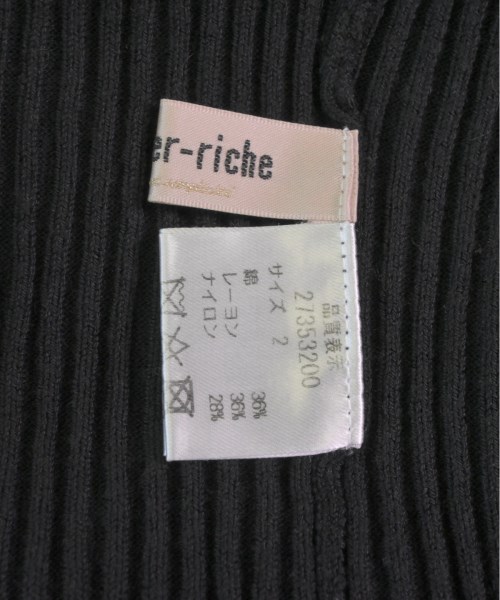 er-riche
品質表示
27353200
サイズ 2
綿 36%
レーヨン 36%
ナイロン 28%